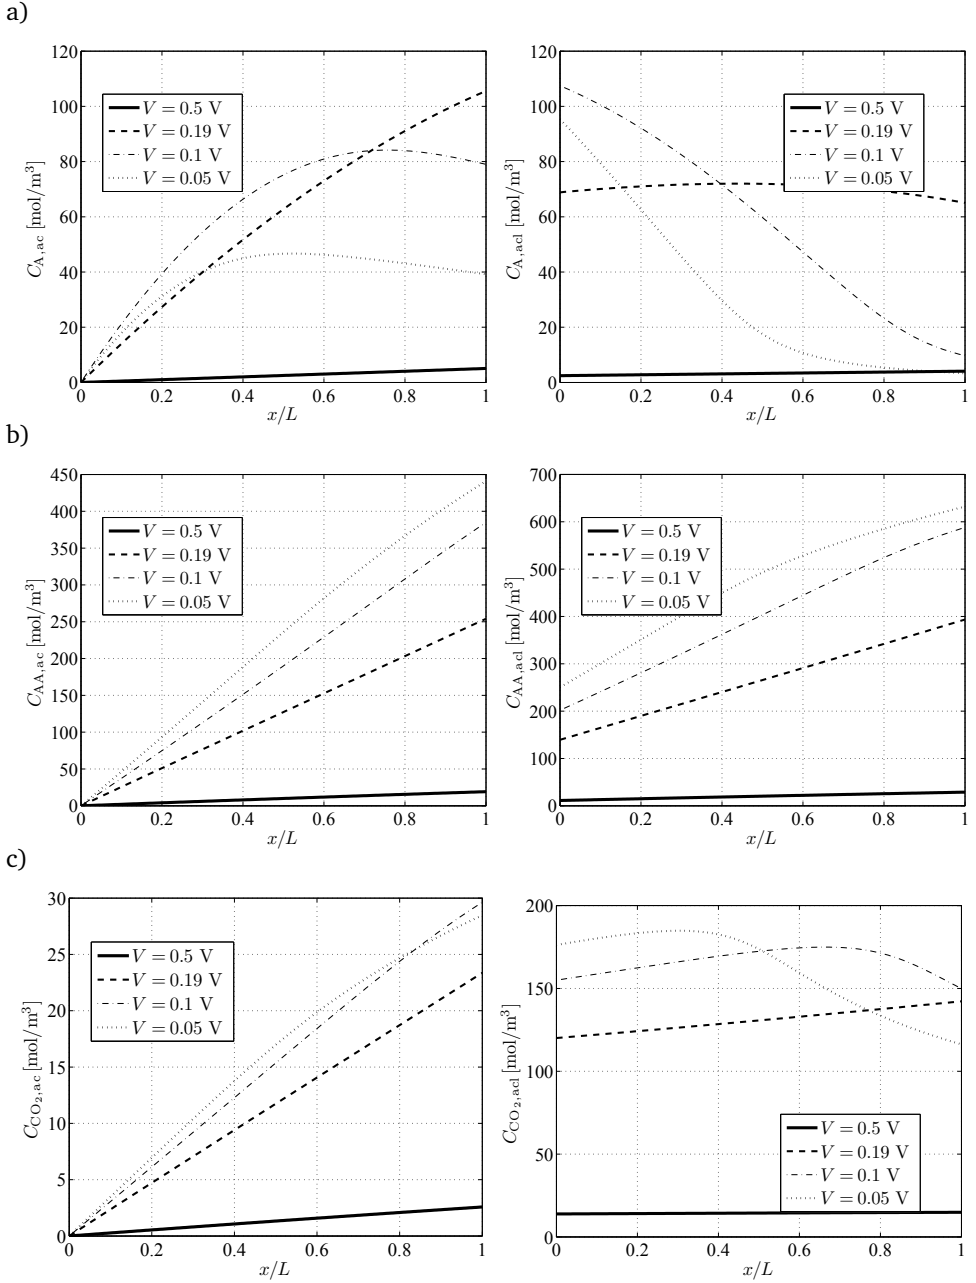 a)
120
100
80
60
40
20
0
0.2
0.4
0.6
0.8
1
x/L
C_A,ac [mol/m³]
V = 0.5 V
V = 0.19 V
V = 0.1 V
V = 0.05 V
120
100
80
60
40
20
0
0
0.2
0.4
0.6
0.8
1
x/L
C_A,acl [mol/m³]
V = 0.5 V
V = 0.19 V
V = 0.1 V
V = 0.05 V
b)
450
400
350
300
250
200
150
100
50
0
0
0.2
0.4
0.6
0.8
1
x/L
C_AA,ac [mol/m³]
V = 0.5 V
V = 0.19 V
V = 0.1 V
V = 0.05 V
700
600
500
400
300
200
100
0
0
0.2
0.4
0.6
0.8
1
x/L
C_AA,acl [mol/m³]
V = 0.5 V
V = 0.19 V
V = 0.1 V
V = 0.05 V
c)
30
25
20
15
10
5
0
0
0.2
0.4
0.6
0.8
1
x/L
C_CO₂,ac [mol/m³]
V = 0.5 V
V = 0.19 V
V = 0.1 V
V = 0.05 V
200
150
100
50
0
0
0.2
0.4
0.6
0.8
1
x/L
C_CO₂,acl [mol/m³]
V = 0.5 V
V = 0.19 V
V = 0.1 V
V = 0.05 V